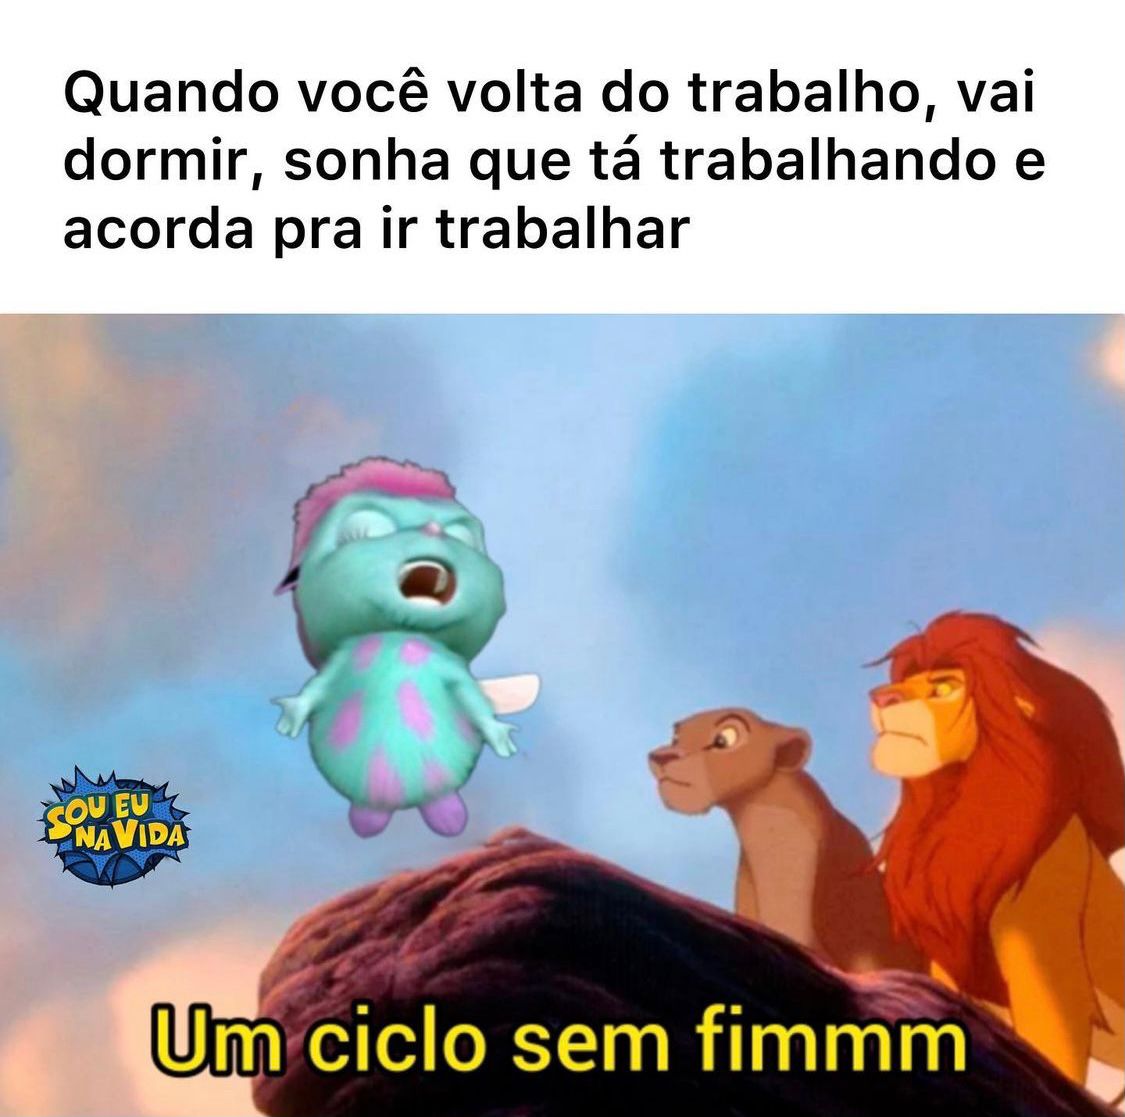 Quando você volta do trabalho, vai
dormir, sonha que tá trabalhando e
acorda pra ir trabalhar
SOU EU
NA VIDA
Um ciclo sem fimmm